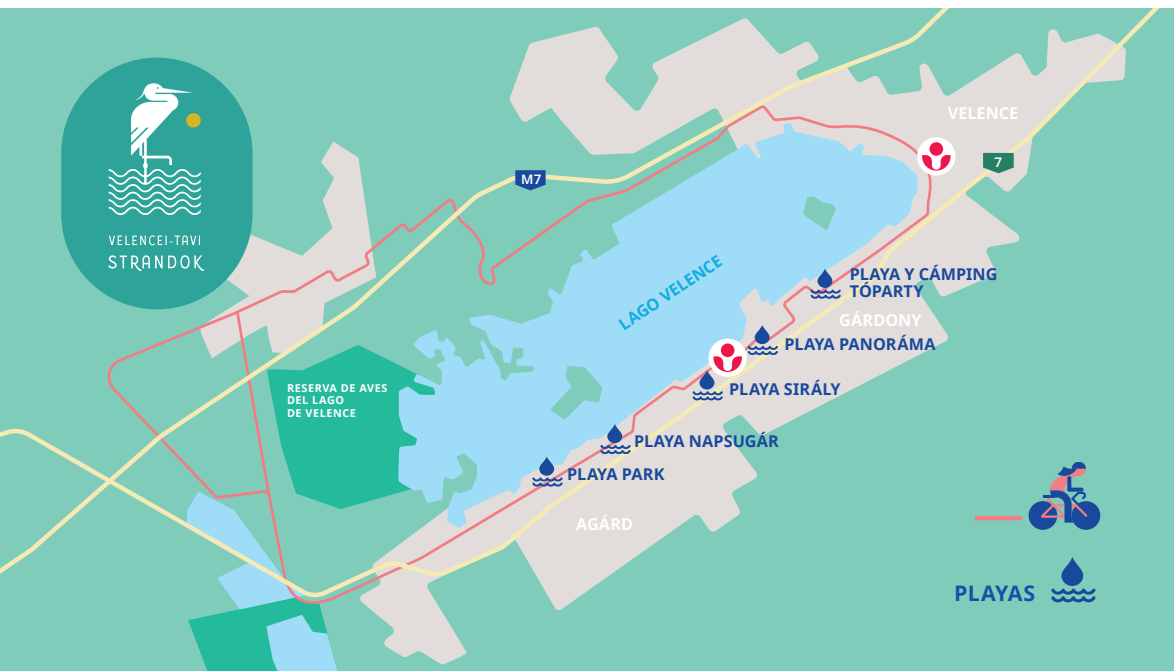 VELENCEI-TAVI
STRANDOK
M7
VELENCE
7
LAGO VELENCE
PLAYA Y CÁMPING
TÓPARTY
GÁRDONY
PLAYA PANORÁMA
PLAYA SIRÁLY
RESERVA DE AVES
DEL LAGO
DE VELENCE
PLAYA NAPSUGÁR
PLAYA PARK
AGÁRD
PLAYAS